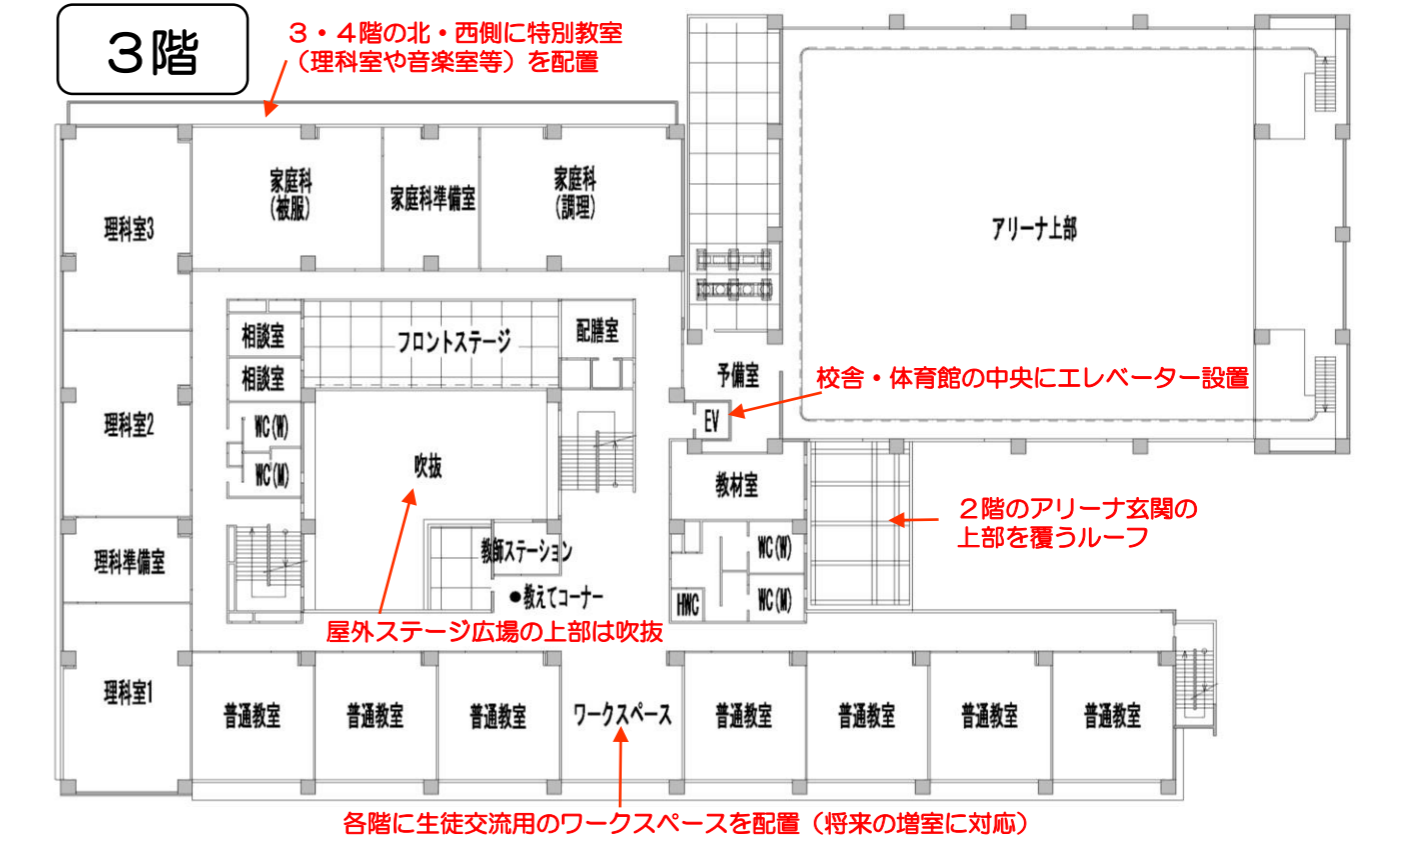 3階
３・４階の北・西側に特別教室
（理科室や音楽室等）を配置
家庭科
(被服)
家庭科準備室
家庭科
(調理)
理科室3
アリーナ上部
相談室
フロントステージ
配膳室
相談室
予備室
校舎・体育館の中央にエレベーター設置
理科室2
WC(W)
EV
吹抜
WC(M)
教材室
２階のアリーナ玄関の
上部を覆うルーフ
理科準備室
教師ステーション
WC(W)
●教えてコーナー
HWC
WC(M)
屋外ステージ広場の上部は吹抜
理科室1
普通教室
普通教室
普通教室
ワークスペース
普通教室
普通教室
普通教室
普通教室
各階に生徒交流用のワークスペースを配置（将来の増室に対応）